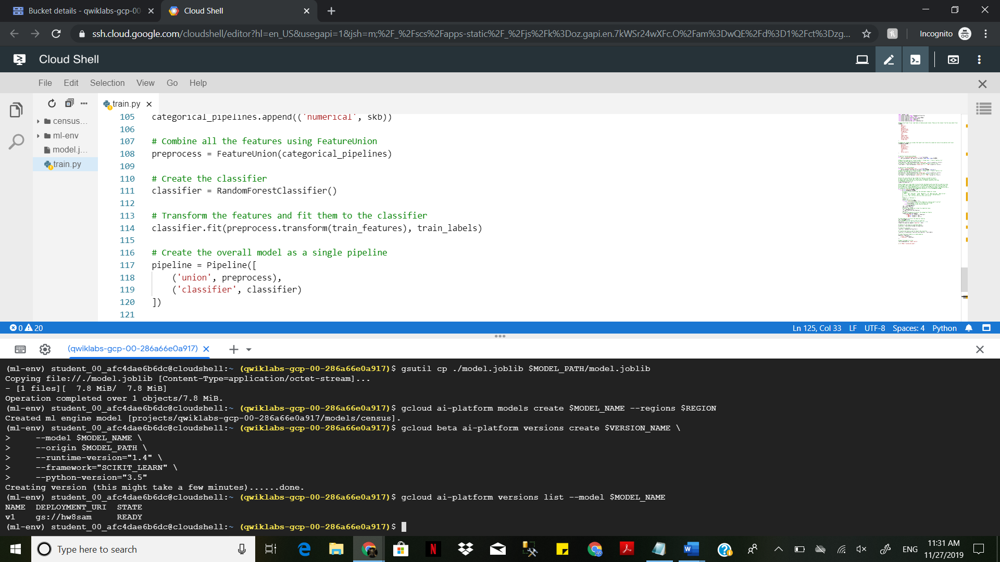 Bucket details - qwiklabs-gcp-00-
Cloud Shell
ssh.cloud.google.com/cloudshell/editor?hl=en_US&usegapi=1&jsh=m;%2F_%2Fscs%2Fapps-static%2F_%2Fjs%2Fk%3Doz.gapi.en.7kWSr24wXFc.O%2Fam%3DwQE%2Fd%3D1%2Fct%3Dzg...
Incognito
Cloud Shell
File Edit Selection View Go Help
train.py
census...
ml-env
model.j...
train.py
105 categorical_pipelines.append(('numerical', skb))
106
107 # Combine all the features using FeatureUnion
108 preprocess = FeatureUnion(categorical_pipelines)
109
110 # Create the classifier
111 classifier = RandomForestClassifier()
112
113 # Transform the features and fit them to the classifier
114 classifier.fit(preprocess.transform(train_features), train_labels)
115
116 # Create the overall model as a single pipeline
117 pipeline = Pipeline([
118 ('union', preprocess),
119 ('classifier', classifier)
120 ])
121
0 20 Ln 125, Col 33 LF UTF-8 Spaces: 4 Python
(qwiklabs-gcp-00-286a66e0a917)
(ml-env) student_00_afc4dae6b6dc@cloudshell:~ (qwiklabs-gcp-00-286a66e0a917)$ gsutil cp ./model.joblib $MODEL_PATH/model.joblib
Copying file://./model.joblib [Content-Type=application/octet-stream]...
- [1 files][  7.8 MiB/  7.8 MiB]
Operation completed over 1 objects/7.8 MiB.
(ml-env) student_00_afc4dae6b6dc@cloudshell:~ (qwiklabs-gcp-00-286a66e0a917)$ gcloud ai-platform models create $MODEL_NAME --regions $REGION
Created ml engine model [projects/qwiklabs-gcp-00-286a66e0a917/models/census].
(ml-env) student_00_afc4dae6b6dc@cloudshell:~ (qwiklabs-gcp-00-286a66e0a917)$ gcloud beta ai-platform versions create $VERSION_NAME \
> --model $MODEL_NAME \
> --origin $MODEL_PATH \
> --runtime-version="1.4" \
> --framework="SCIKIT_LEARN" \
> --python-version="3.5"
Creating version (this might take a few minutes)......done.
(ml-env) student_00_afc4dae6b6dc@cloudshell:~ (qwiklabs-gcp-00-286a66e0a917)$ gcloud ai-platform versions list --model $MODEL_NAME
NAME DEPLOYMENT_URI STATE
v1 gs://hw8sam READY
(ml-env) student_00_afc4dae6b6dc@cloudshell:~ (qwiklabs-gcp-00-286a66e0a917)$
Type here to search
ENG
11:31 AM
11/27/2019